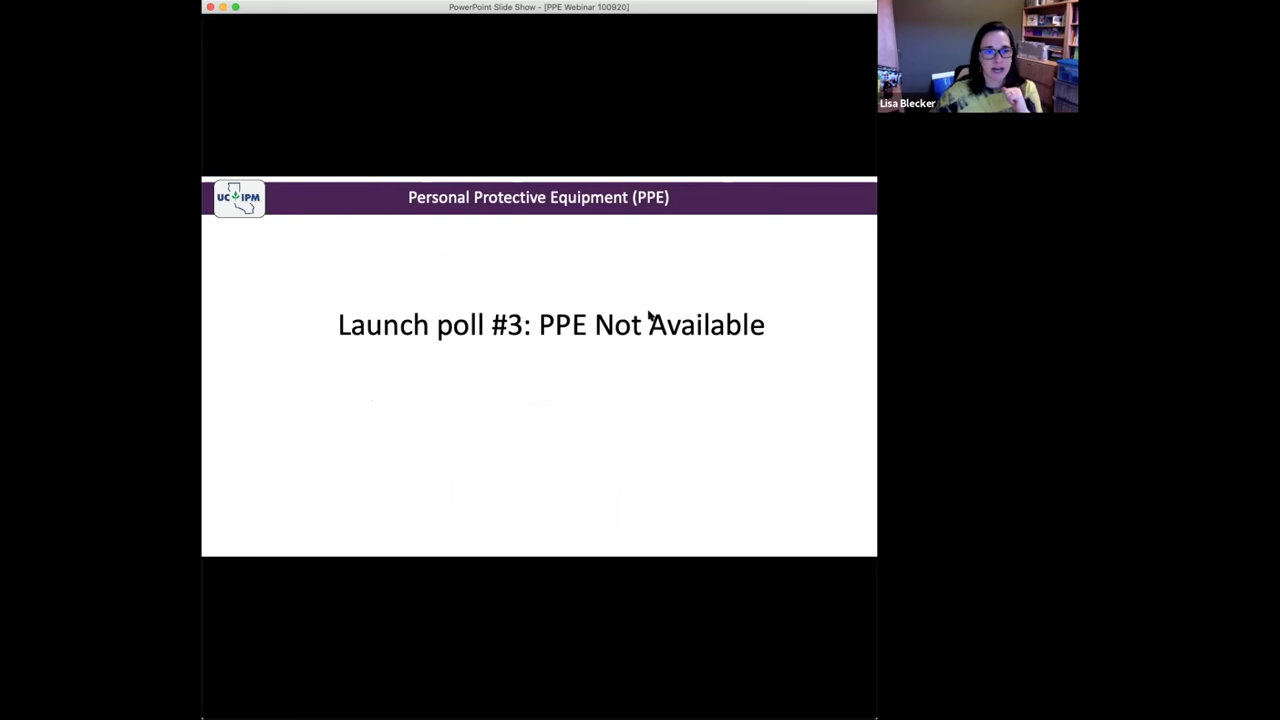 PowerPoint Slide Show - [PPE Webinar 100920]
Lisa Blecker
UC IPM
Personal Protective Equipment (PPE)
Launch poll #3: PPE Not Available